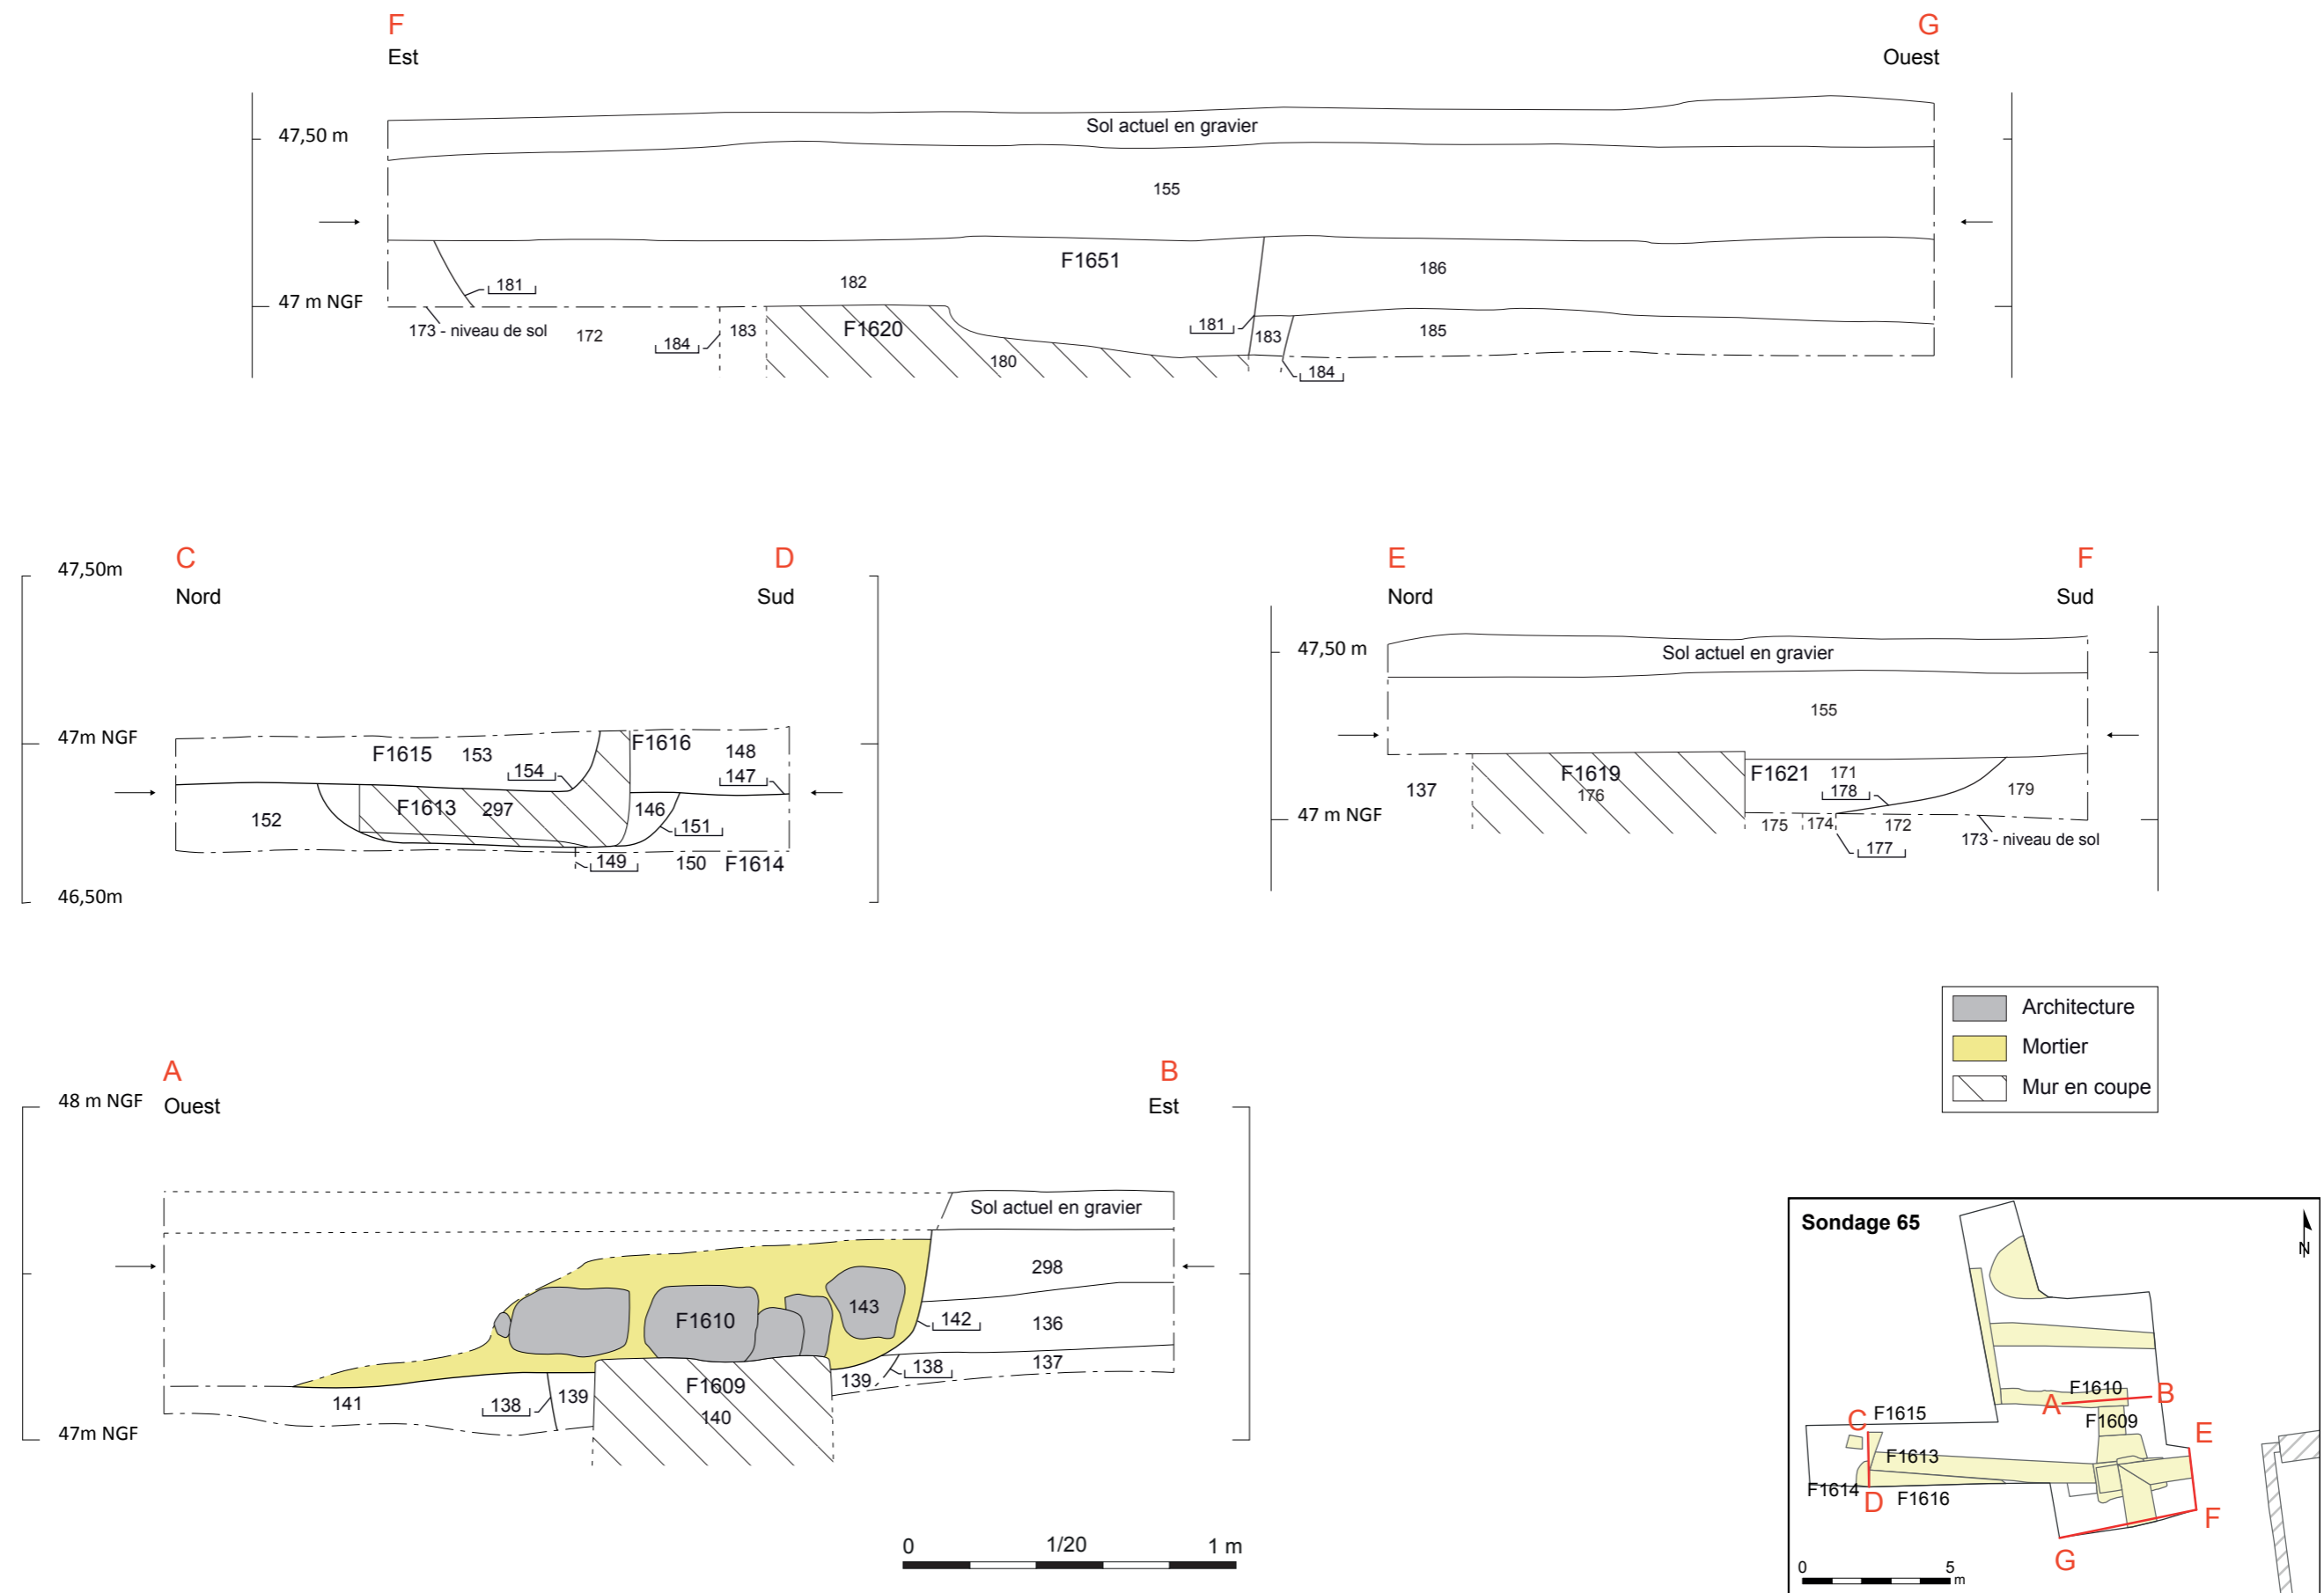 F
G
Est
Ouest
47,50 m
Sol actuel en gravier
155
F1651
186
182
181
47 m NGF
173 - niveau de sol
172
184
183
F1620
180
181
183
185
184
C
D
E
F
47,50m
Nord
Sud
Nord
Sud
47,50 m
Sol actuel en gravier
155
47m NGF
F1615
153
154
F1616
148
147
152
F1613
297
146
151
149
150
F1614
46,50m
137
F1619
176
F1621
171
178
179
47 m NGF
175
174
172
177
173 - niveau de sol
Architecture
Mortier
Mur en coupe
A
B
48 m NGF
Ouest
Est
Sol actuel en gravier
298
143
F1610
142
136
138
137
139
F1609
140
141
138
139
47m NGF
0
1/20
1 m
Sondage 65
N
F1610
A
B
F1609
C
F1615
E
F1613
F1614
D
F1616
F
G
0
5
m